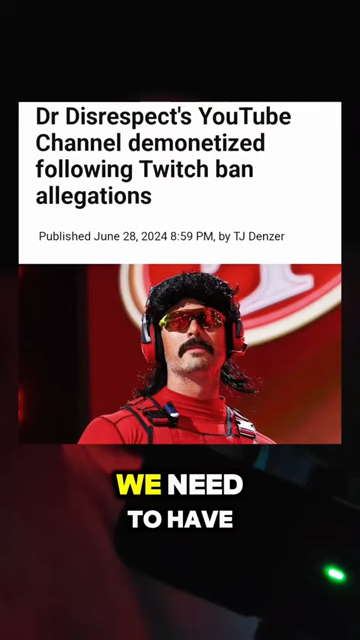 Dr Disrespect's YouTube
Channel demonetized
following Twitch ban
allegations
Published June 28, 2024 8:59 PM, by TJ Denzer
WE NEED
TO HAVE